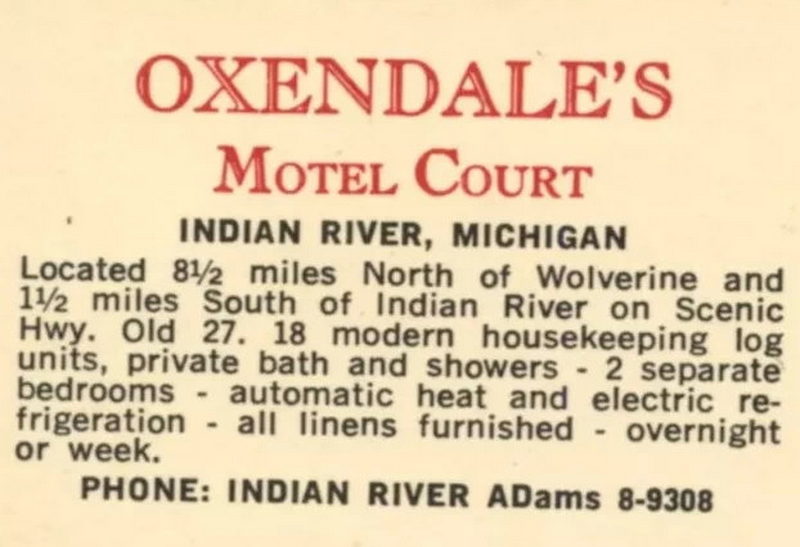 OXENDALE'S
MOTEL COURT
INDIAN RIVER, MICHIGAN
Located 8½ miles North of Wolverine and
1½ miles South of Indian River on Scenic
Hwy. Old 27. 18 modern housekeeping log
units, private bath and showers - 2 separate
bedrooms - automatic heat and electric re-
frigeration - all linens furnished - overnight
or week.
PHONE: INDIAN RIVER ADams 8-9308